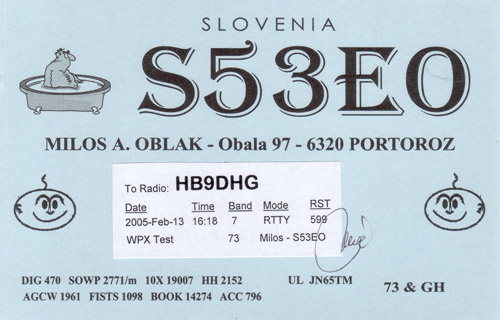 SLOVENIA
S53EO
MILOS A. OBLAK - Obala 97 - 6320 PORTOROZ
To Radio: HB9DHG
Date Time Band Mode RST
2005-Feb-13 16:18 7 RTTY 599
WPX Test 73 Milos - S53EO
DIG 470 SOWP 2771/m 10X 19007 HH 2152 UL JN65TM
AGCW 1961 FISTS 1098 BOOK 14274 ACC 796
73 & GH